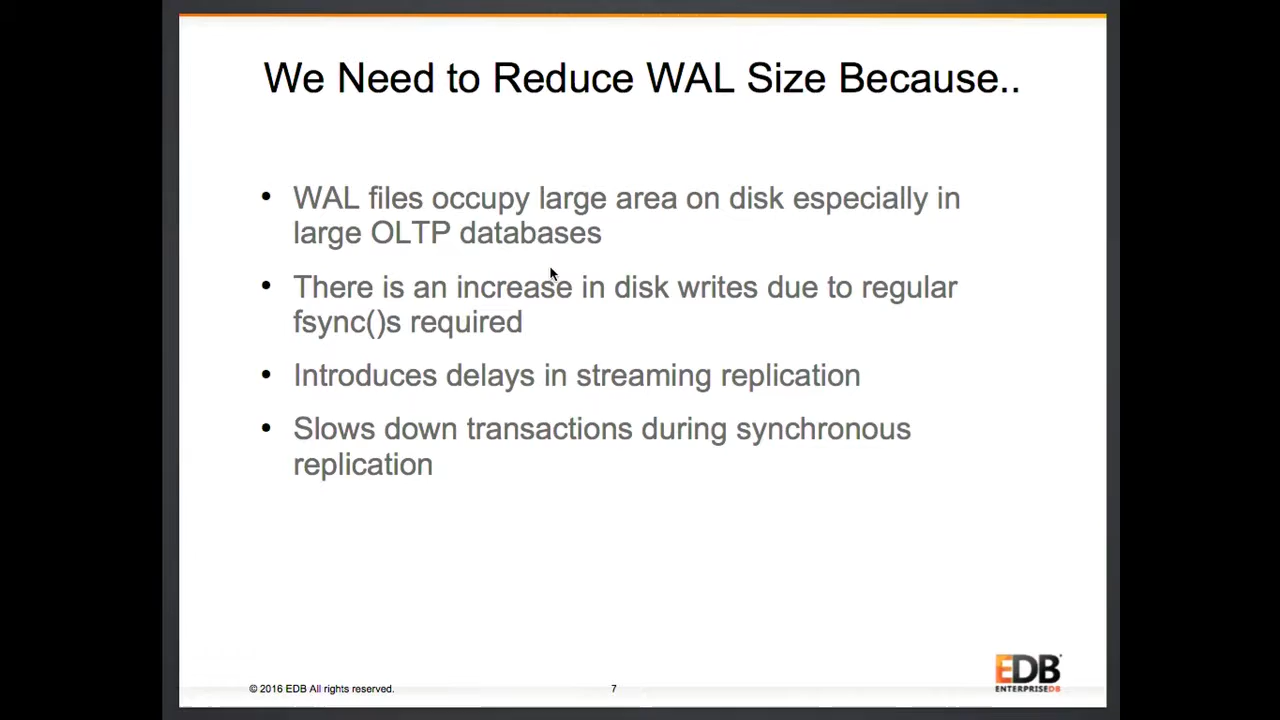 We Need to Reduce WAL Size Because..
• WAL files occupy large area on disk especially in
large OLTP databases
• There is an increase in disk writes due to regular
fsync()s required
• Introduces delays in streaming replication
• Slows down transactions during synchronous
replication
EDB
ENTERPRISEDB
© 2016 EDB All rights reserved.
7